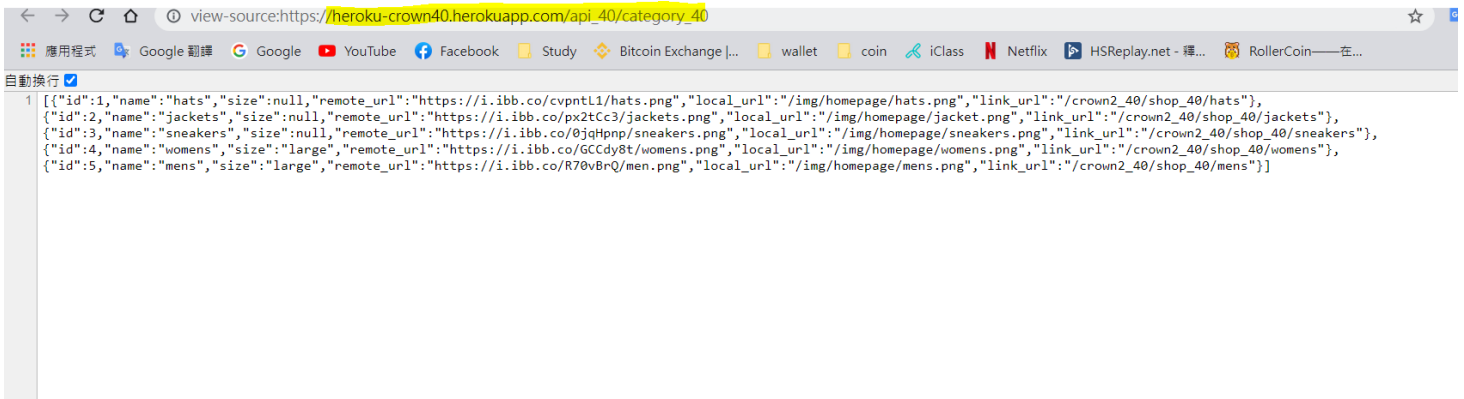 view-source:https://heroku-crown40.herokuapp.com/api_40/category_40
應用程式 Google 翻譯 Google YouTube Facebook Study Bitcoin Exchange |... wallet coin iClass Netflix HSReplay.net - 釋... RollerCoin——在...
自動換行
1 [{"id":1,"name":"hats","size":null,"remote_url":"https://i.ibb.co/cvpntL1/hats.png","local_url":"/img/homepage/hats.png","link_url":"/crown2_40/shop_40/hats"},
{"id":2,"name":"jackets","size":null,"remote_url":"https://i.ibb.co/px2tCc3/jackets.png","local_url":"/img/homepage/jacket.png","link_url":"/crown2_40/shop_40/jackets"},
{"id":3,"name":"sneakers","size":null,"remote_url":"https://i.ibb.co/0jqHpnp/sneakers.png","local_url":"/img/homepage/sneakers.png","link_url":"/crown2_40/shop_40/sneakers"},
{"id":4,"name":"womens","size":"large","remote_url":"https://i.ibb.co/GCCdy8t/womens.png","local_url":"/img/homepage/womens.png","link_url":"/crown2_40/shop_40/womens"},
{"id":5,"name":"mens","size":"large","remote_url":"https://i.ibb.co/R70vBrQ/men.png","local_url":"/img/homepage/mens.png","link_url":"/crown2_40/shop_40/mens"}]